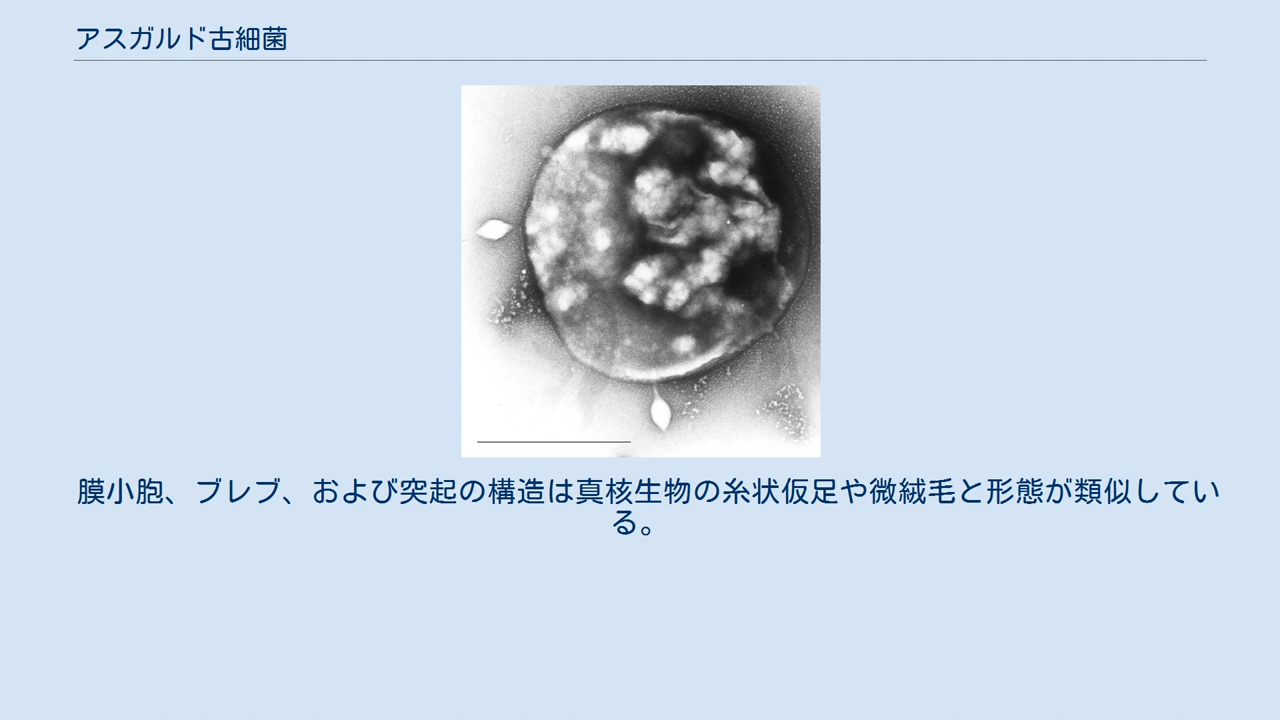 アスガルド古細菌
膜小胞、ブレブ、および突起の構造は真核生物の糸状仮足や微絨毛と形態が類似してい
る。